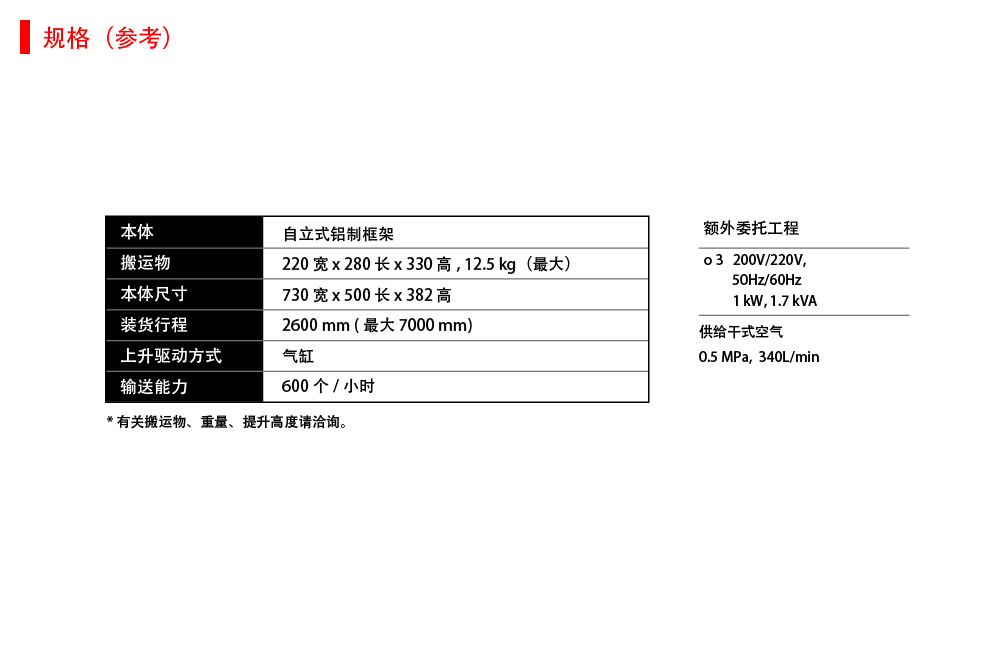 规格（参考）
本体 自立式铝制框架
搬运物 220 宽 x 280 长 x 330 高 , 12.5 kg（最大）
本体尺寸 730 宽 x 500 长 x 382 高
装货行程 2600 mm ( 最大 7000 mm)
上升驱动方式 气缸
输送能力 600 个 / 小时
* 有关搬运物、重量、提升高度请洽询。
额外委托工程
o 3 200V/220V,
50Hz/60Hz
1 kW, 1.7 kVA
供给干式空气
0.5 MPa, 340L/min